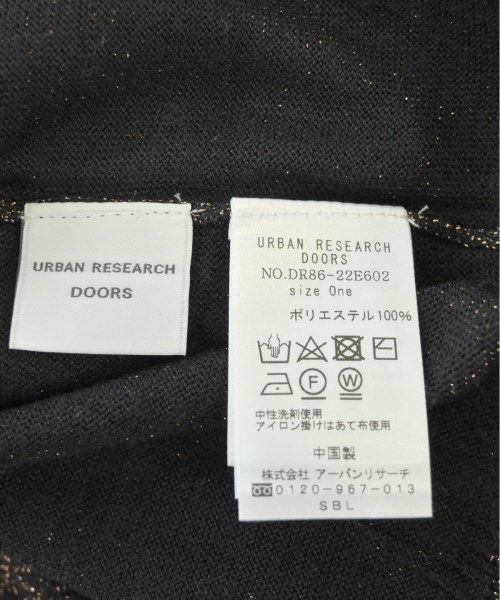 URBAN RESEARCH
DOORS
URBAN RESEARCH
DOORS
NO.DR86-22E602
size One
ポリエステル100%
F W
中性洗剤使用
アイロン掛けはあて布使用
中国製
株式会社 アーバンリサーチ
0120-967-013
SBL